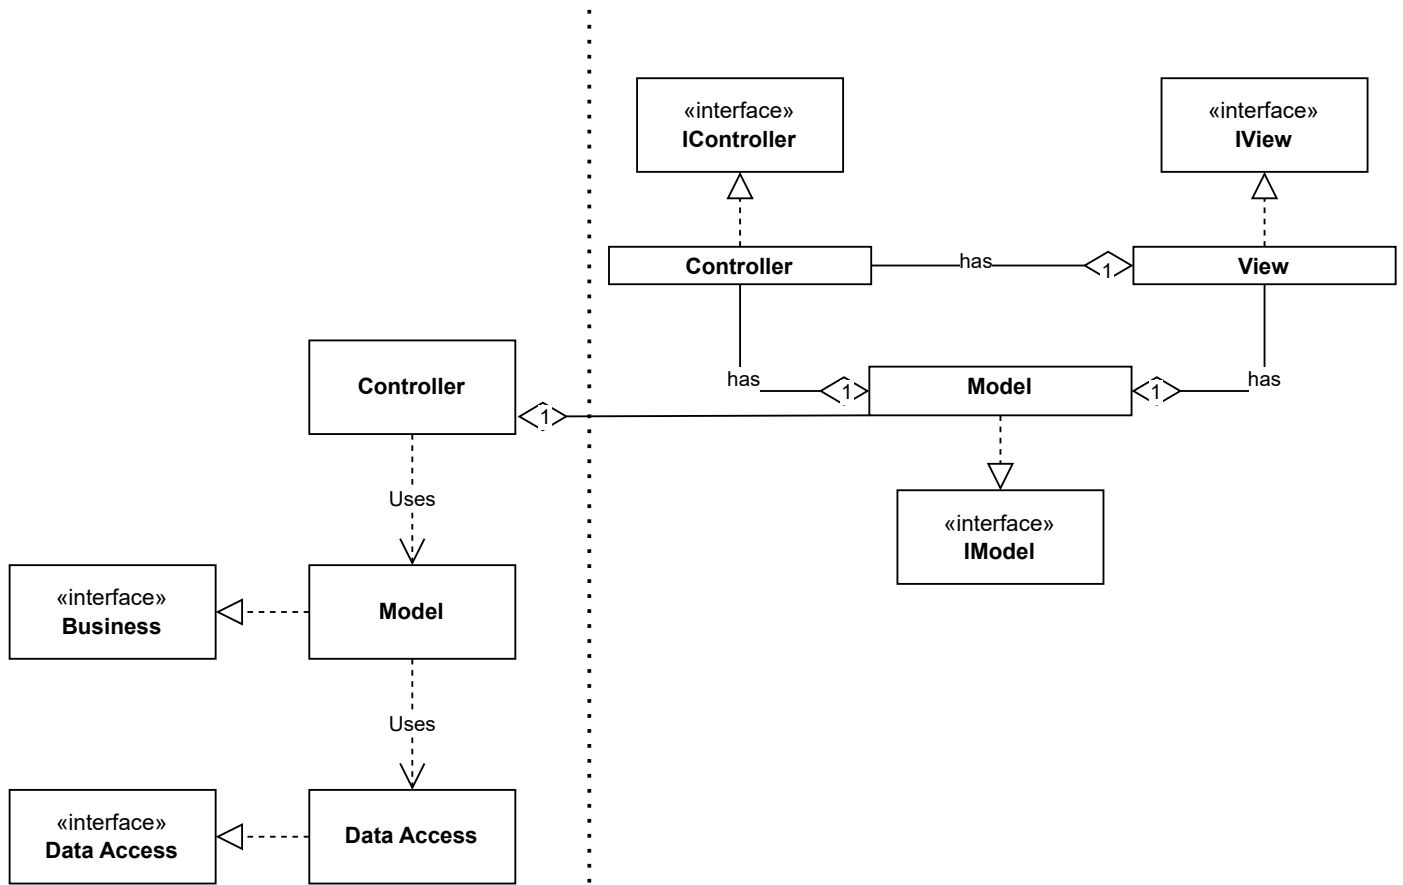 «interface»
IController
«interface»
IView
Controller
has
1
View
Controller
has
1
Model
1
has
1
Uses
«interface»
IModel
«interface»
Business
Model
Uses
«interface»
Data Access
Data Access